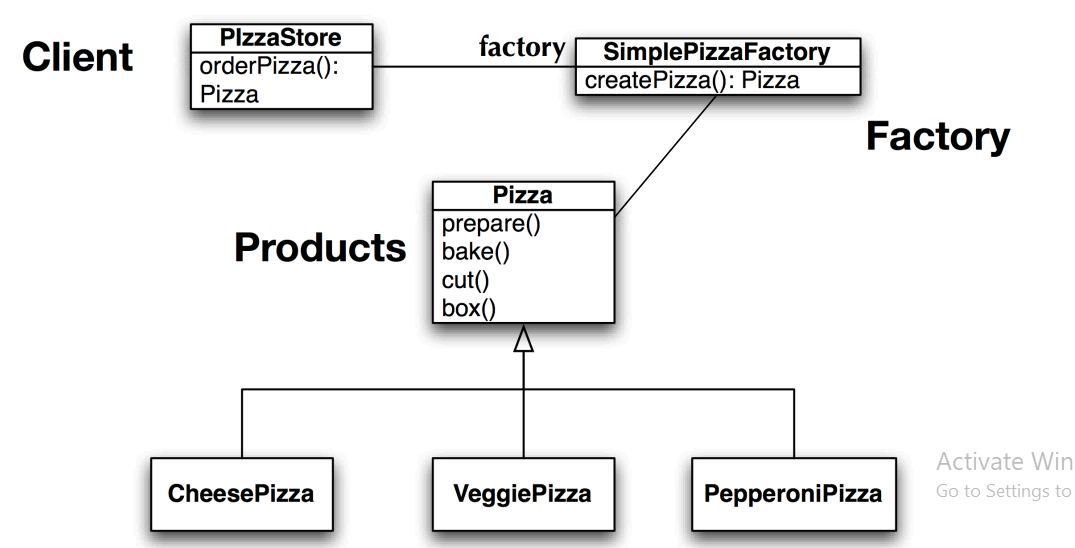 Client
PIzzaStore
orderPizza():
Pizza
factory
SimplePizzaFactory
createPizza(): Pizza
Factory
Products
Pizza
prepare()
bake()
cut()
box()
CheesePizza
VeggiePizza
PepperoniPizza
Activate Win
Go to Settings to